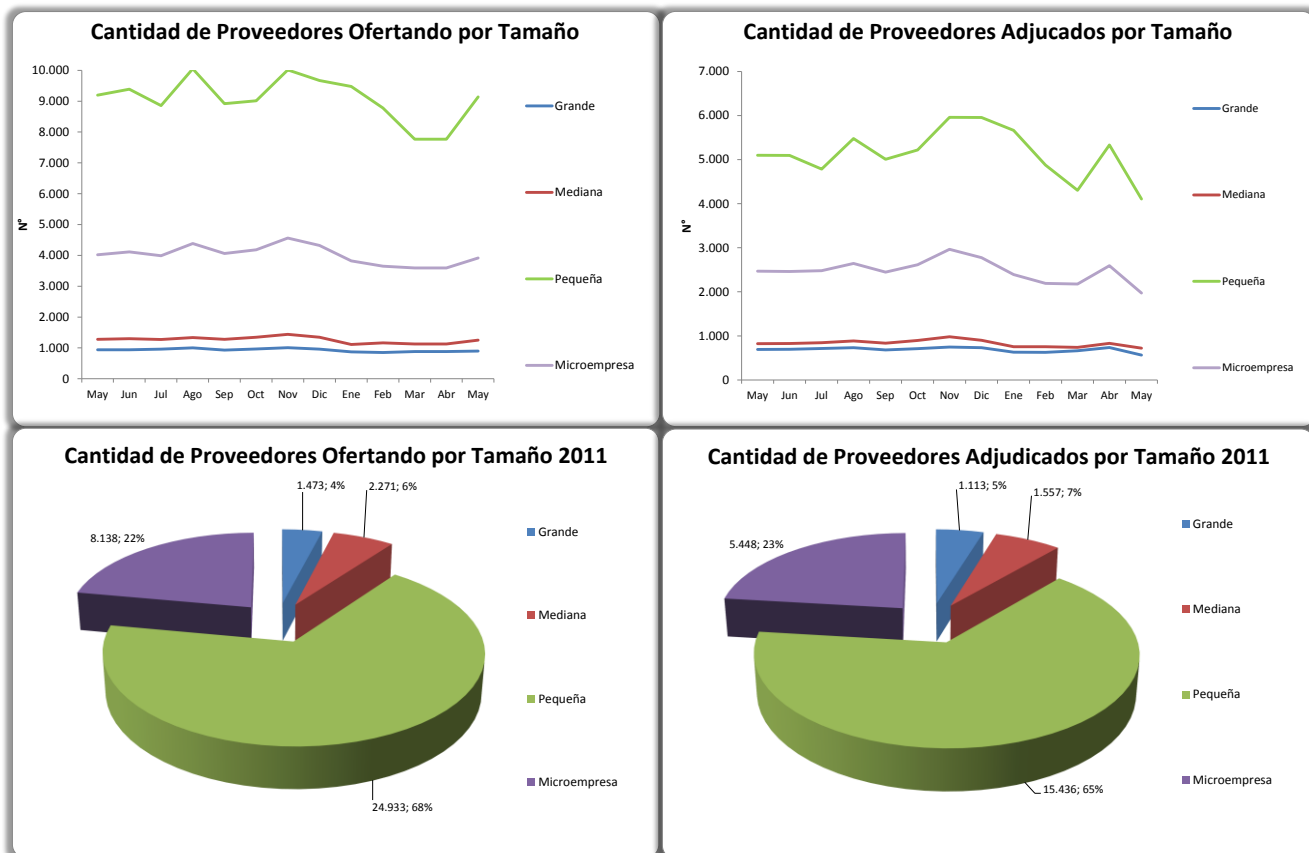 Cantidad de Proveedores Ofertando por Tamaño
10.000
9.000
8.000
7.000
6.000
5.000
4.000
3.000
2.000
1.000
0
N°
May Jun Jul Ago Sep Oct Nov Dic Ene Feb Mar Abr May
Grande
Mediana
Pequeña
Microempresa
Cantidad de Proveedores Adjucados por Tamaño
7.000
6.000
5.000
4.000
3.000
2.000
1.000
0
N°
May Jun Jul Ago Sep Oct Nov Dic Ene Feb Mar Abr May
Grande
Mediana
Pequeña
Microempresa
Cantidad de Proveedores Ofertando por Tamaño 2011
1.473; 4%
2.271; 6%
8.138; 22%
24.933; 68%
Grande
Mediana
Pequeña
Microempresa
Cantidad de Proveedores Adjudicados por Tamaño 2011
1.113; 5%
1.557; 7%
5.448; 23%
15.436; 65%
Grande
Mediana
Pequeña
Microempresa